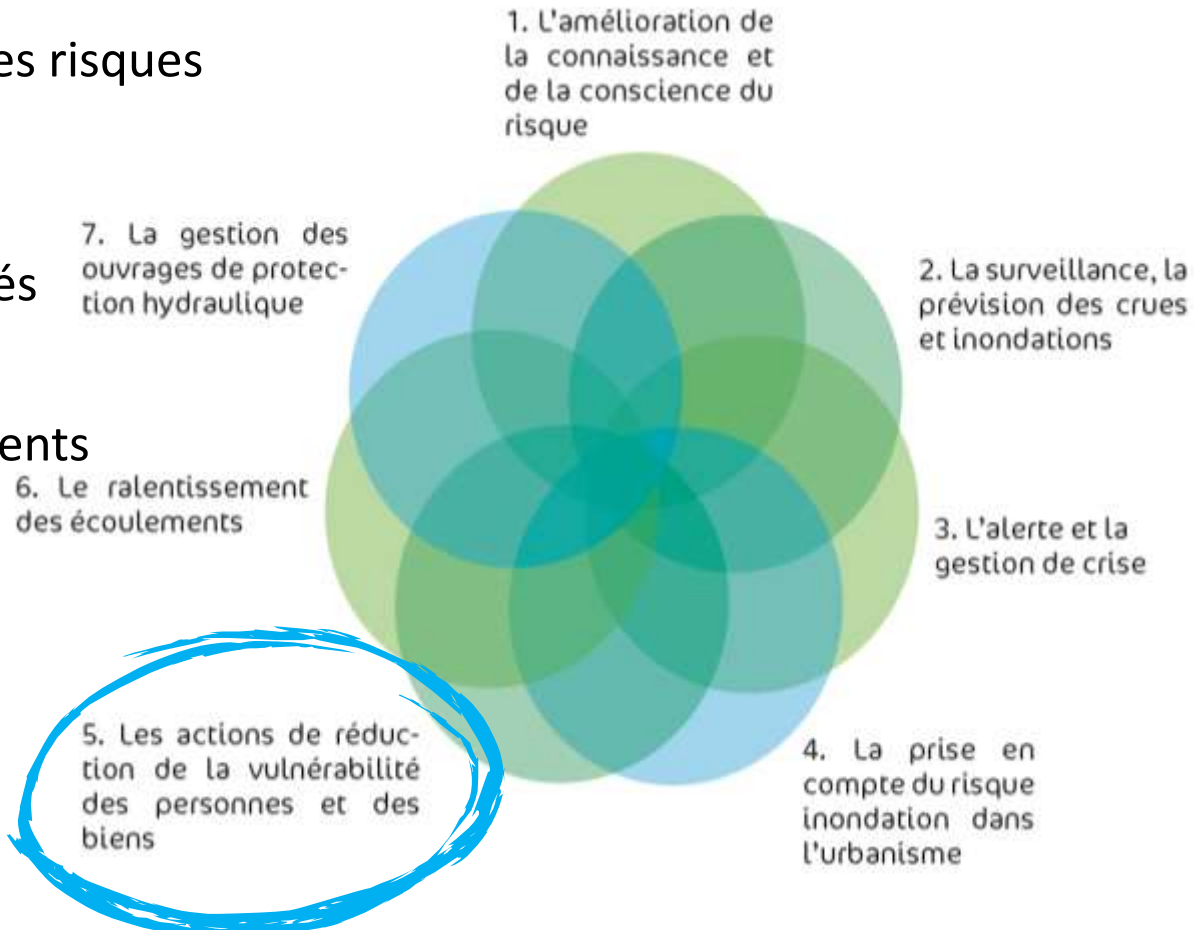 es risques
és
ents
1. L'amélioration de
la connaissance et
de la conscience du
risque
2. La surveillance, la
prévision des crues
et inondations
3. L'alerte et la
gestion de crise
4. La prise en
compte du risque
inondation dans
l'urbanisme
5. Les actions de réduc-
tion de la vulnérabilité
des personnes et des
biens
6. Le ralentissement
des écoulements
7. La gestion des
ouvrages de protec-
tion hydraulique